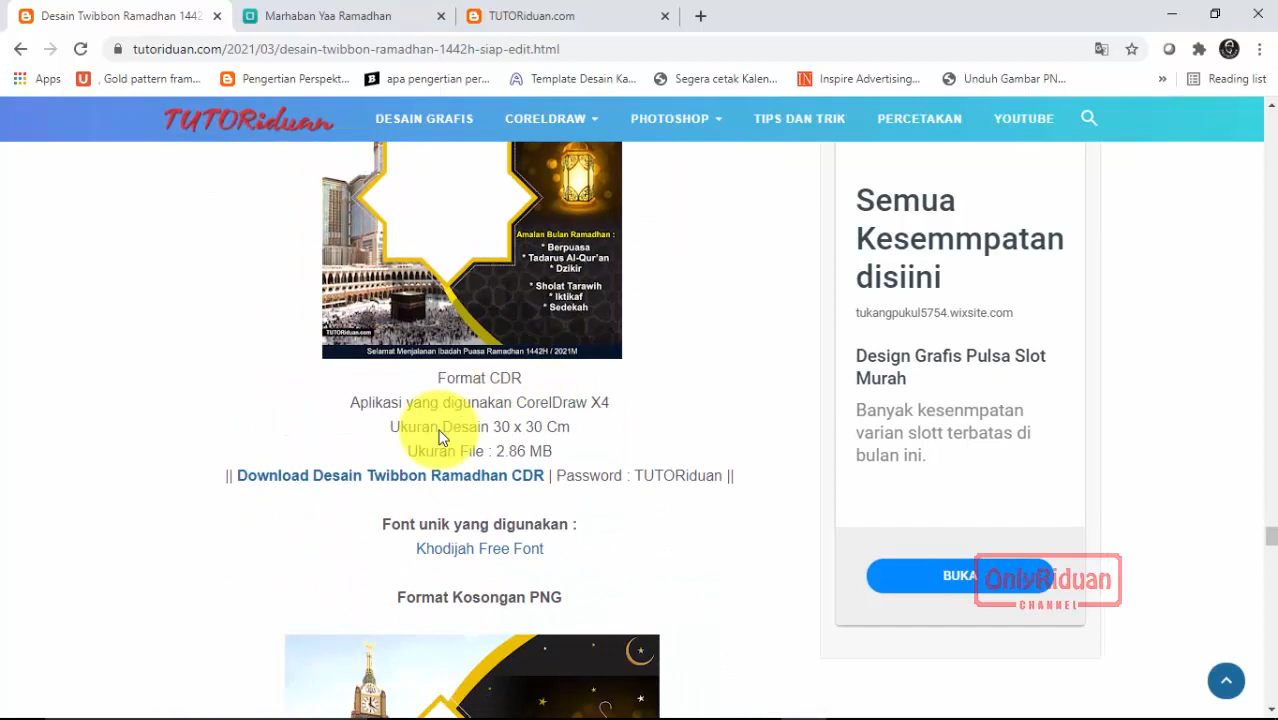 Desain Twibbon Ramadhan 1442
Marhaban Yaa Ramadhan
TUTORiduan.com
tutoriduan.com/2021/03/desain-twibbon-ramadhan-1442h-siap-edit.html
Apps
, Gold pattern fram...
Pengertian Perspekt...
apa pengertian per...
Template Desain Ka...
Segera cetak Kalen...
Inspire Advertising...
Unduh Gambar PN...
Reading list
TUTORiduan
DESAIN GRAFIS
CORELDRAW
PHOTOSHOP
TIPS DAN TRIK
PERCETAKAN
YOUTUBE
Amalan Bulan Ramadhan :
* Berpuasa
* Tadarus Al-Qur'an
* Dzikir
* Sholat Tarawih
* Iktikaf
* Sedekah
TUTORiduan.com
Selamat Menjalanan Ibadah Puasa Ramadhan 1442H / 2021M
Format CDR
Aplikasi yang digunakan CorelDraw X4
Ukuran Desain 30 x 30 Cm
Ukuran File : 2.86 MB
|| Download Desain Twibbon Ramadhan CDR | Password : TUTORiduan ||
Font unik yang digunakan :
Khodijah Free Font
Format Kosongan PNG
Semua
Kesemmpatan
disiini
tukangpukul5754.wixsite.com
Design Grafis Pulsa Slot
Murah
Banyak kesenmpatan
varian slott terbatas di
bulan ini.
BUKA
OnlyRiduan
CHANNEL